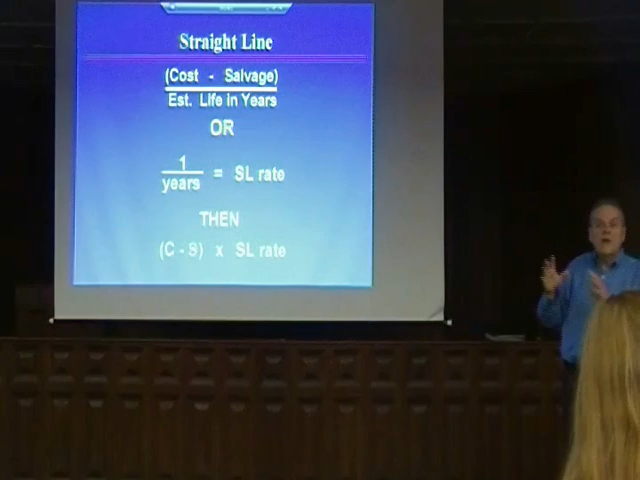 Straight Line
(Cost - Salvage)
Est. Life in Years
OR
1
years = SL rate
THEN
(C - S) x SL rate